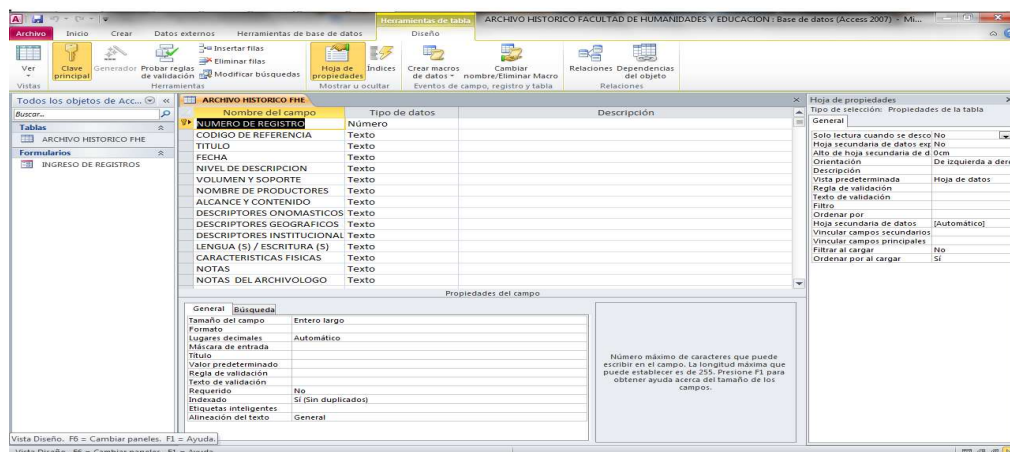 Herramientas de tabla
ARCHIVO HISTORICO FACULTAD DE HUMANIDADES Y EDUCACION : Base de datos (Access 2007) - Mi...
Archivo Inicio Crear Datos externos Herramientas de base de datos Diseño
Ver
Clave principal
Generador
Probar reglas de validación
Insertar filas
Eliminar filas
Modificar búsquedas
Hoja de propiedades
Índices
Crear macros de datos
Cambiar nombre/Eliminar Macro
Relaciones
Dependencias del objeto
Vistas Herramientas Mostrar u ocultar Eventos de campo, registro y tabla Relaciones
Todos los objetos de Acc...
Buscar...
Tablas
ARCHIVO HISTORICO FHE
Formularios
INGRESO DE REGISTROS
ARCHIVO HISTORICO FHE
Nombre del campo Tipo de datos Descripción
NUMERO DE REGISTRO Número
CODIGO DE REFERENCIA Texto
TITULO Texto
FECHA Texto
NIVEL DE DESCRIPCION Texto
VOLUMEN Y SOPORTE Texto
NOMBRE DE PRODUCTORES Texto
ALCANCE Y CONTENIDO Texto
DESCRIPTORES ONOMASTICOS Texto
DESCRIPTORES GEOGRAFICOS Texto
DESCRIPTORES INSTITUCIONAL Texto
LENGUA (S) / ESCRITURA (S) Texto
CARACTERISTICAS FISICAS Texto
NOTAS Texto
NOTAS DEL ARCHIVOLOGO Texto
Propiedades del campo
General Búsqueda
Tamaño del campo Entero largo
Formato
Lugares decimales Automático
Máscara de entrada
Título
Valor predeterminado
Regla de validación
Texto de validación
Requerido No
Indexado Sí (Sin duplicados)
Etiquetas inteligentes
Alineación del texto General
Número máximo de caracteres que puede
escribir en el campo. La longitud máxima que
puede establecer es de 255. Presione F1 para
obtener ayuda acerca del tamaño de los
campos.
Hoja de propiedades
Tipo de selección: Propiedades de la tabla
General
Solo lectura cuando se desco No
Hoja secundaria de datos exp No
Alto de hoja secundaria de d 0cm
Orientación De izquierda a dere
Descripción
Vista predeterminada Hoja de datos
Regla de validación
Texto de validación
Filtro
Ordenar por
Hoja secundaria de datos [Automático]
Vincular campos secundarios
Vincular campos principales
Filtrar al cargar No
Ordenar por al cargar Sí
Vista Diseño. F6 = Cambiar paneles. F1 = Ayuda.
Vista Diseño. F6 = Cambiar paneles. F1 = Ayuda.